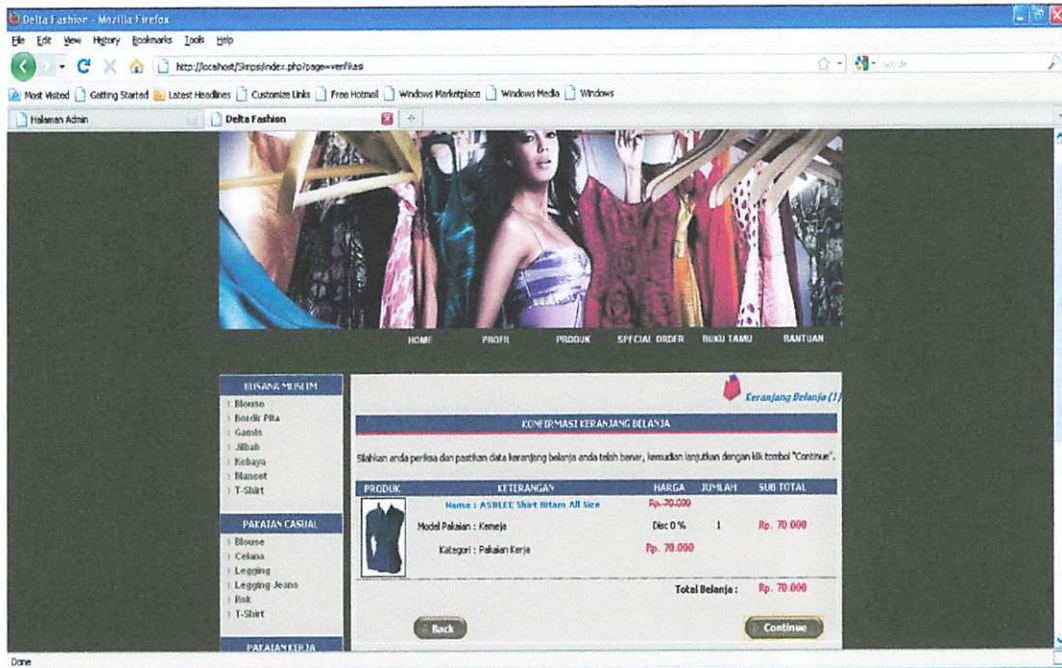 Delta Fashion - Mozilla Firefox
File Edit View History Bookmarks Tools Help
http://localhost/Skripsi/index.php?page=verifikasi
Google
Most Visited Getting Started Latest Headlines Customize Links Free Hotmail Windows Marketplace Windows Media Windows
Halaman Admin Delta Fashion
HOME PROFIL PRODUK SPECIAL ORDER BUKU TAMU BANTUAN
BUSANA MUSLIM
Blouse
Bordir Pita
Gamis
Jilbab
Kebaya
Manset
T-Shirt
PAKAIAN CASUAL
Blouse
Celana
Legging
Legging Jeans
Rok
T-Shirt
PAKAIAN KERJA
Keranjang Belanja (1)
KONFIRMASI KERANJANG BELANJA
Silahkan anda periksa dan pastikan data keranjang belanja anda telah benar, kemudian lanjutkan dengan klik tombol "Continue".
PRODUK KETERANGAN HARGA JUMLAH SUB TOTAL
Nama : ASBLEE Shirt Hitam All Size Rp. 70.000
Model Pakaian : Kemeja Disc 0 % 1 Rp. 70.000
Kategori : Pakaian Kerja Rp. 70.000
Total Belanja : Rp. 70.000
Back Continue
Done